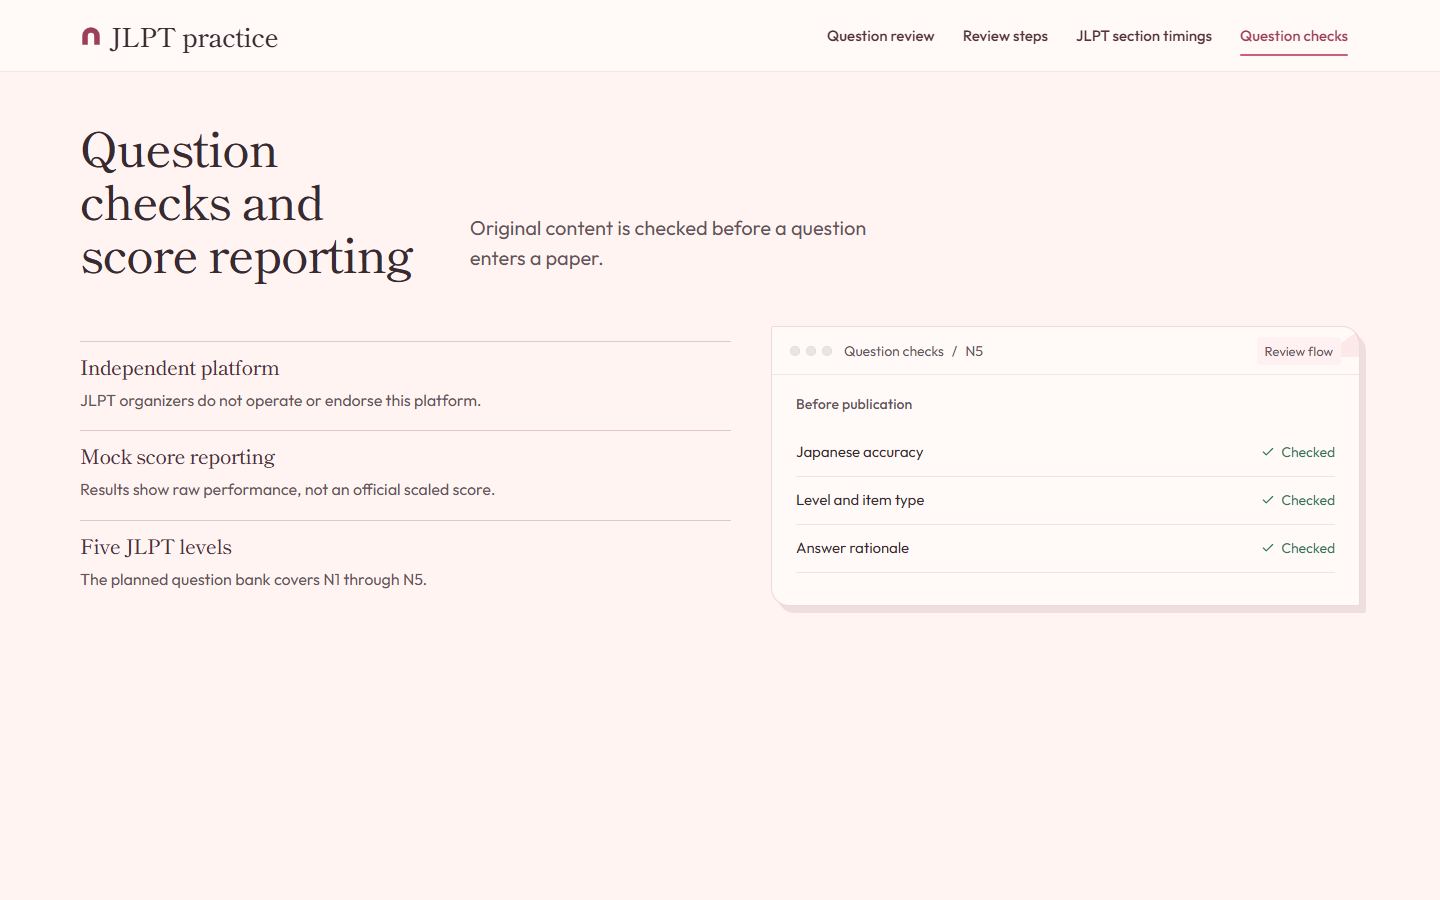 JLPT practice
Question review
Review steps
JLPT section timings
Question checks
Question
checks and
score reporting
Original content is checked before a question
enters a paper.
Independent platform
JLPT organizers do not operate or endorse this platform.
Mock score reporting
Results show raw performance, not an official scaled score.
Five JLPT levels
The planned question bank covers N1 through N5.
Question checks / N5
Review flow
Before publication
Japanese accuracy
Checked
Level and item type
Checked
Answer rationale
Checked